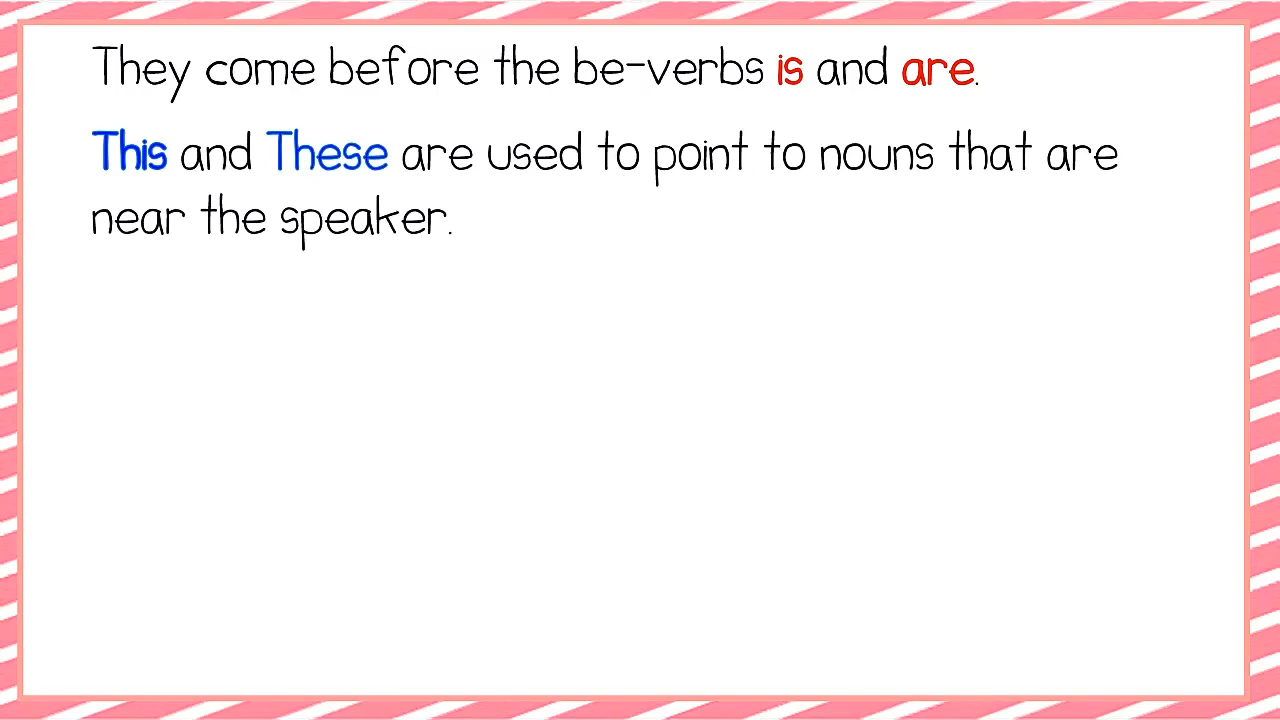 They come before the be-verbs is and are.
This and These are used to point to nouns that are
near the speaker.